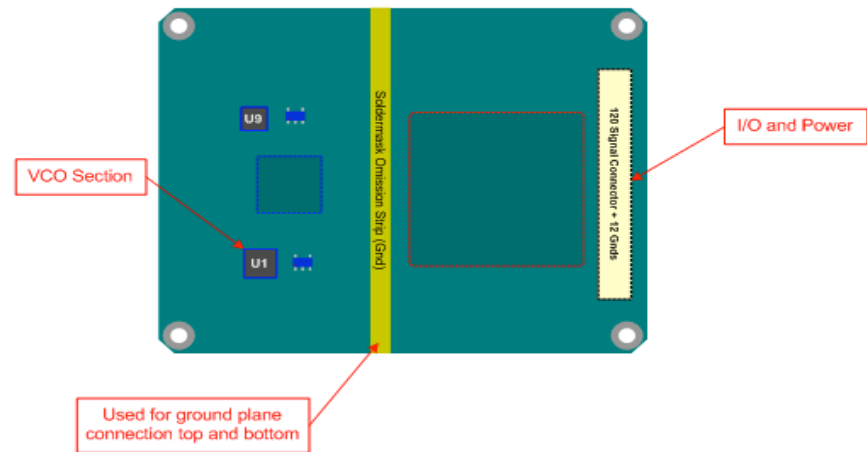 U9
Soldermask Omission Strip (Gnd)
120 Signal Connector + 12 Gnds
I/O and Power
VCO Section
U1
Used for ground plane
connection top and bottom